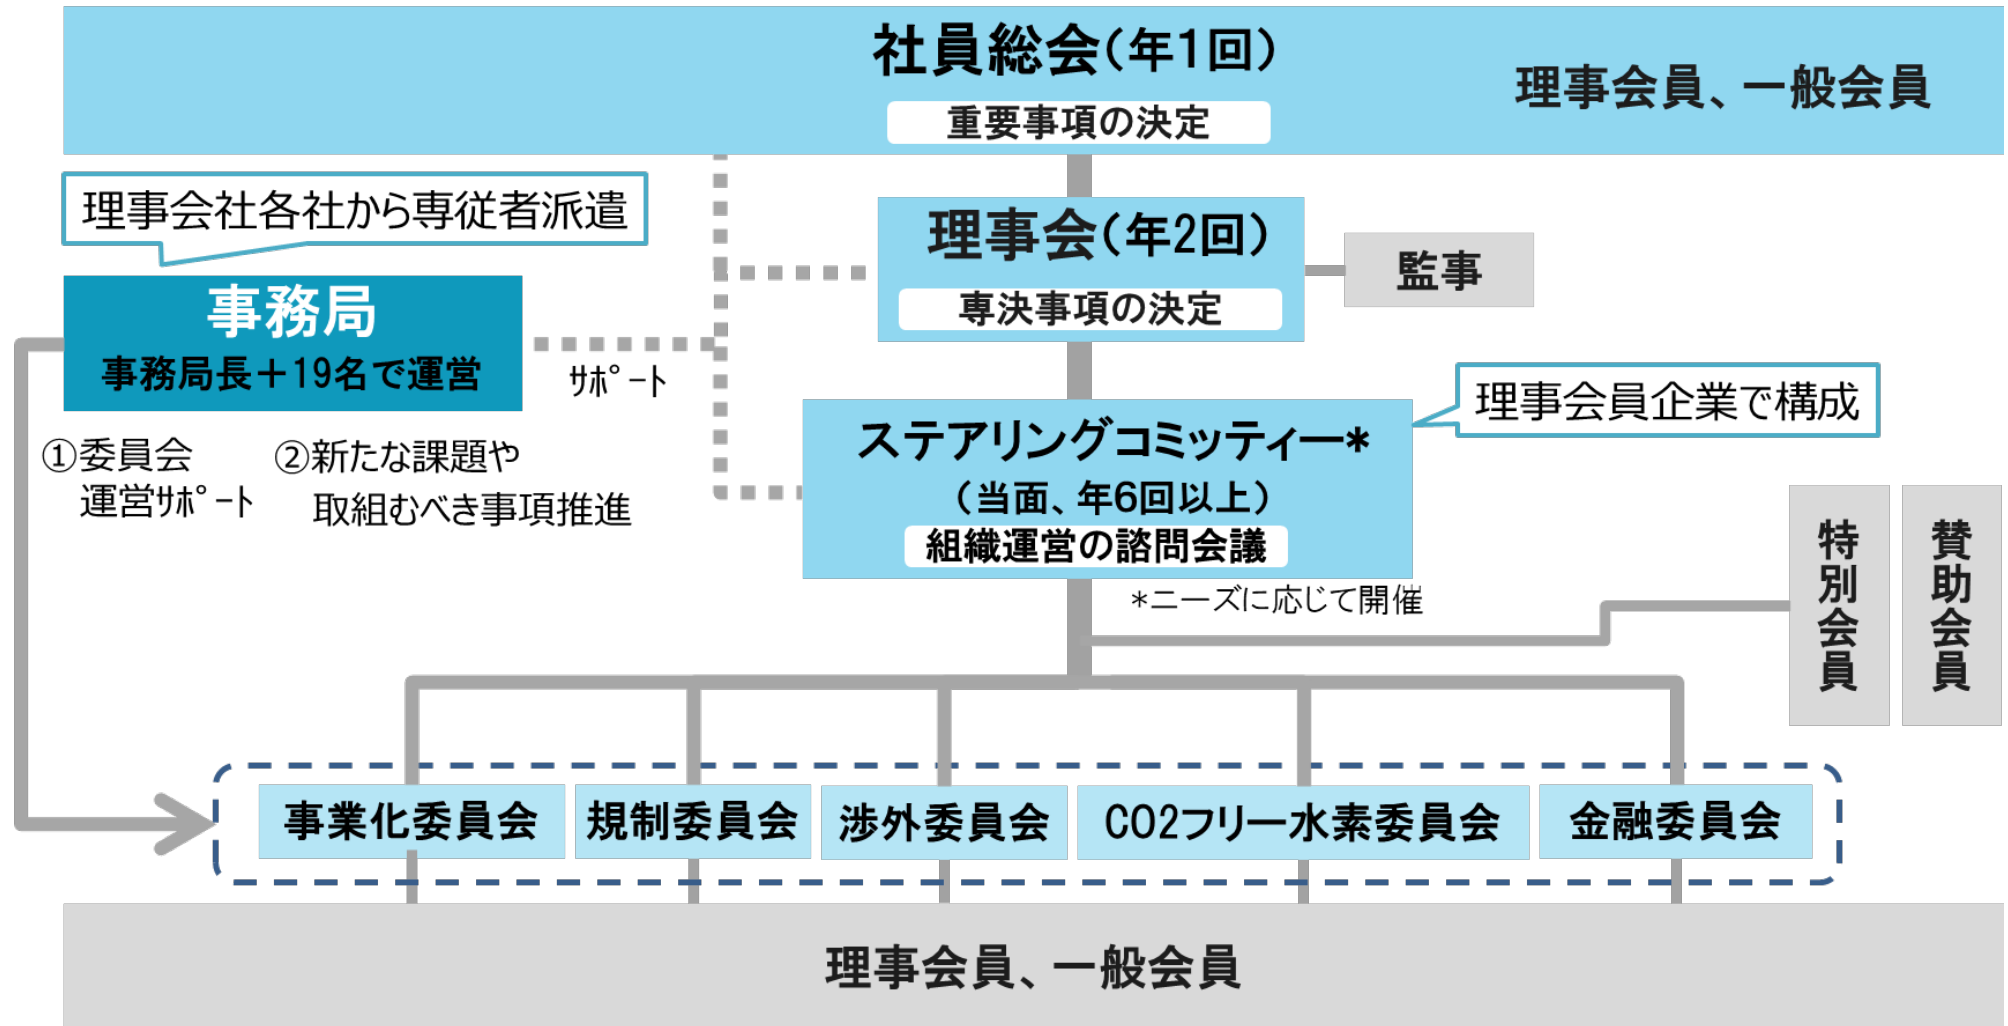 社員総会(年1回)
理事会員、一般会員
重要事項の決定
理事会社各社から専従者派遣
理事会(年2回)
専決事項の決定
監事
事務局
事務局長＋19名で運営
ｻﾎﾟｰﾄ
理事会員企業で構成
①委員会
運営ｻﾎﾟｰﾄ
②新たな課題や
取組むべき事項推進
ステアリングコミッティー*
(当面、年6回以上)
組織運営の諮問会議
*ニーズに応じて開催
特別会員
賛助会員
事業化委員会
規制委員会
渉外委員会
CO2フリー水素委員会
金融委員会
理事会員、一般会員